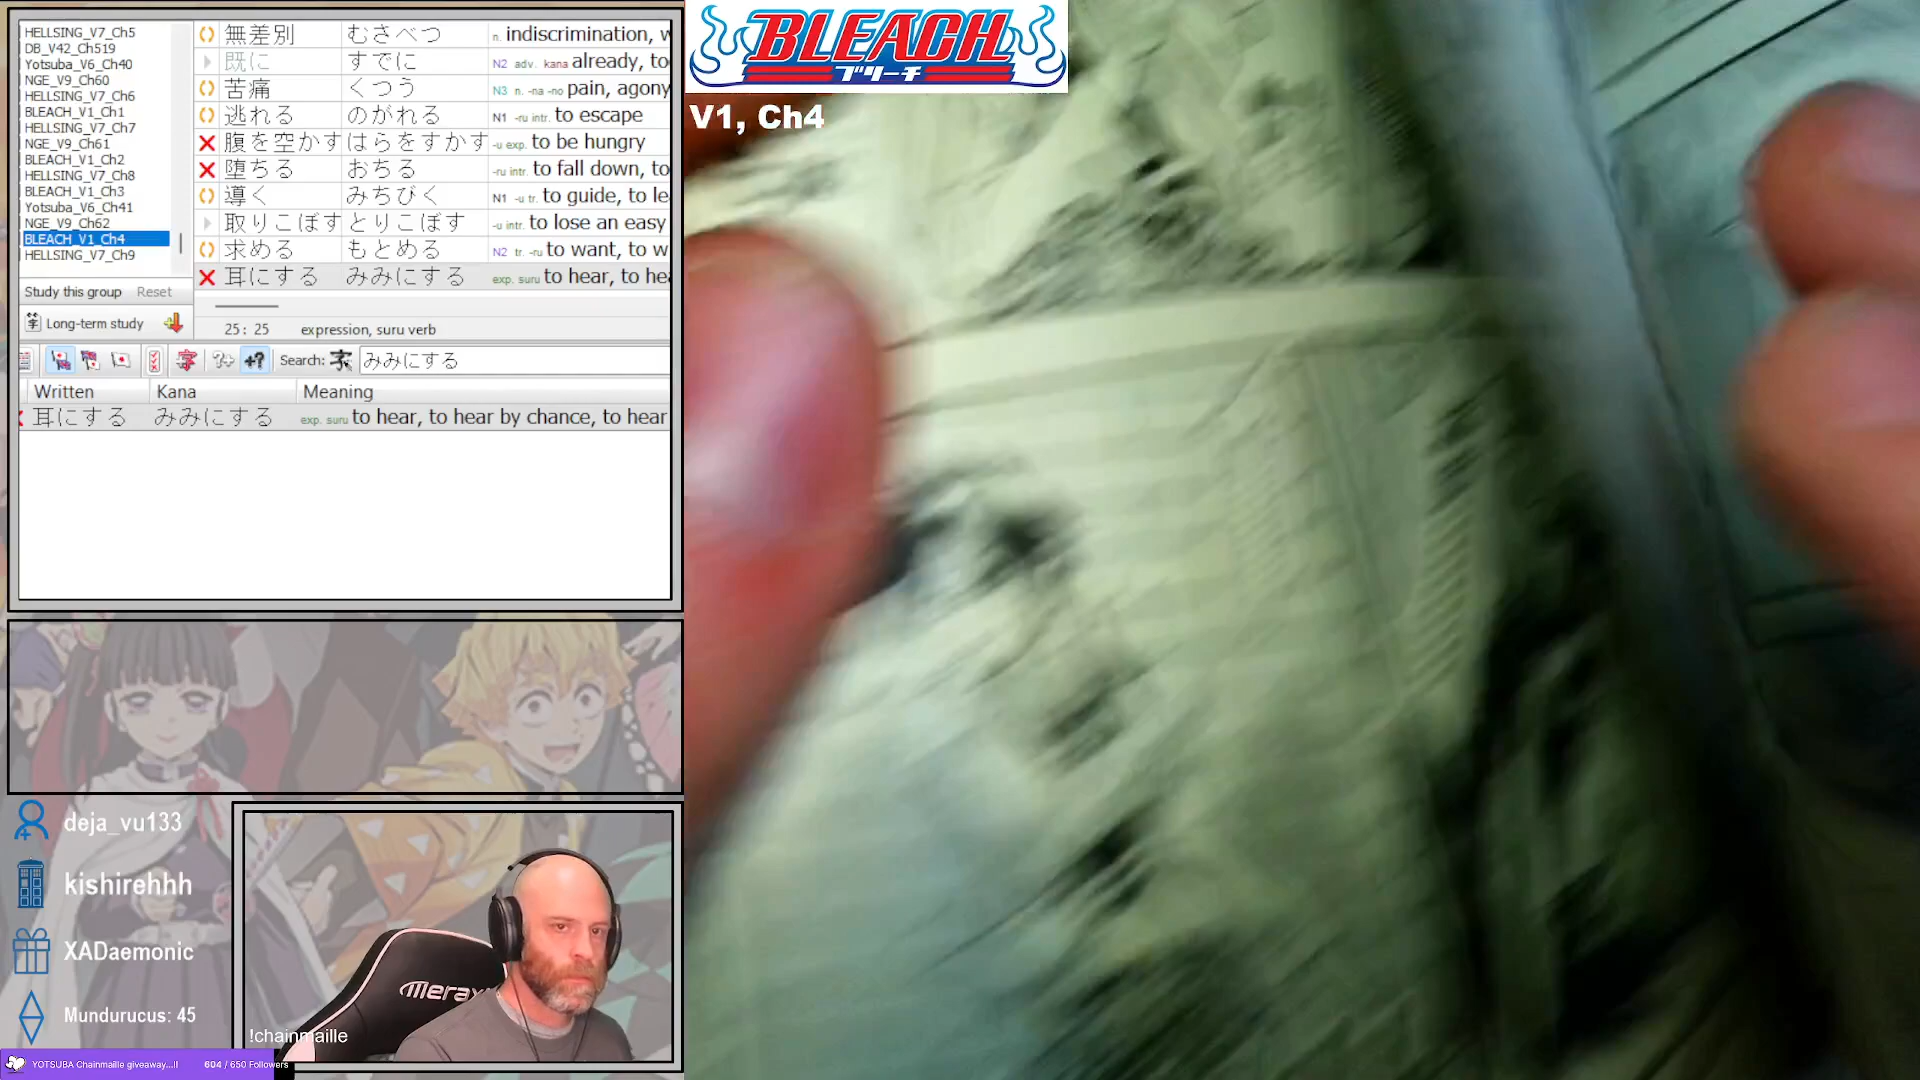 HELLSING_V7_Ch5
DB_V42_Ch519
Yotsuba_V6_Ch40
NGE_V9_Ch60
HELLSING_V7_Ch6
BLEACH_V1_Ch1
HELLSING_V7_Ch7
NGE_V9_Ch61
BLEACH_V1_Ch2
HELLSING_V7_Ch8
BLEACH_V1_Ch3
Yotsuba_V6_Ch41
NGE_V9_Ch62
BLEACH_V1_Ch4
HELLSING_V7_Ch9
Study this group Reset
Long-term study
無差別 むさべつ n. indiscrimination, w
既に すでに N2 adv. kana already, to
苦痛 くつう N3 n. -na -no pain, agony
逃れる のがれる N1 -ru intr. to escape
腹を空かす はらをすかす -u exp. to be hungry
堕ちる おちる -ru intr. to fall down, to
導く みちびく N1 -u tr. to guide, to le
取りこぼす とりこぼす -u intr. to lose an easy
求める もとめる N2 tr. -ru to want, to w
耳にする みみにする exp. suru to hear, to hea
25: 25 expression, suru verb
Search: みみにする
Written Kana Meaning
耳にする みみにする exp. suru to hear, to hear by chance, to hear
BLEACH
ブリーチ
V1, Ch4
deja_vu133
kishirehhh
XADaemonic
Mundurucus: 45
!chainmaille
YOTSUBA Chainmaille giveaway...!! 604 / 650 Followers